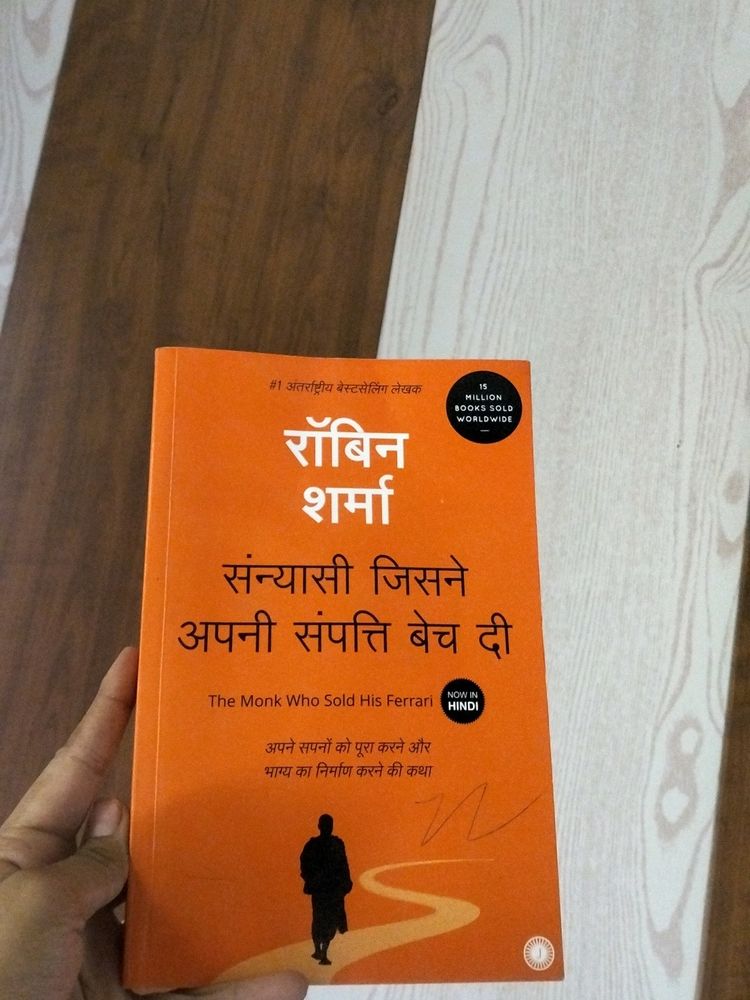 #1 अंतर्राष्ट्रीय बेस्टसेलिंग लेखक
15
MILLION
BOOKS SOLD
WORLDWIDE
रॉबिन
शर्मा
संन्यासी जिसने
अपनी संपत्ति बेच दी
The Monk Who Sold His Ferrari
NOW IN
HINDI
अपने सपनों को पूरा करने और
भाग्य का निर्माण करने की कथा
J